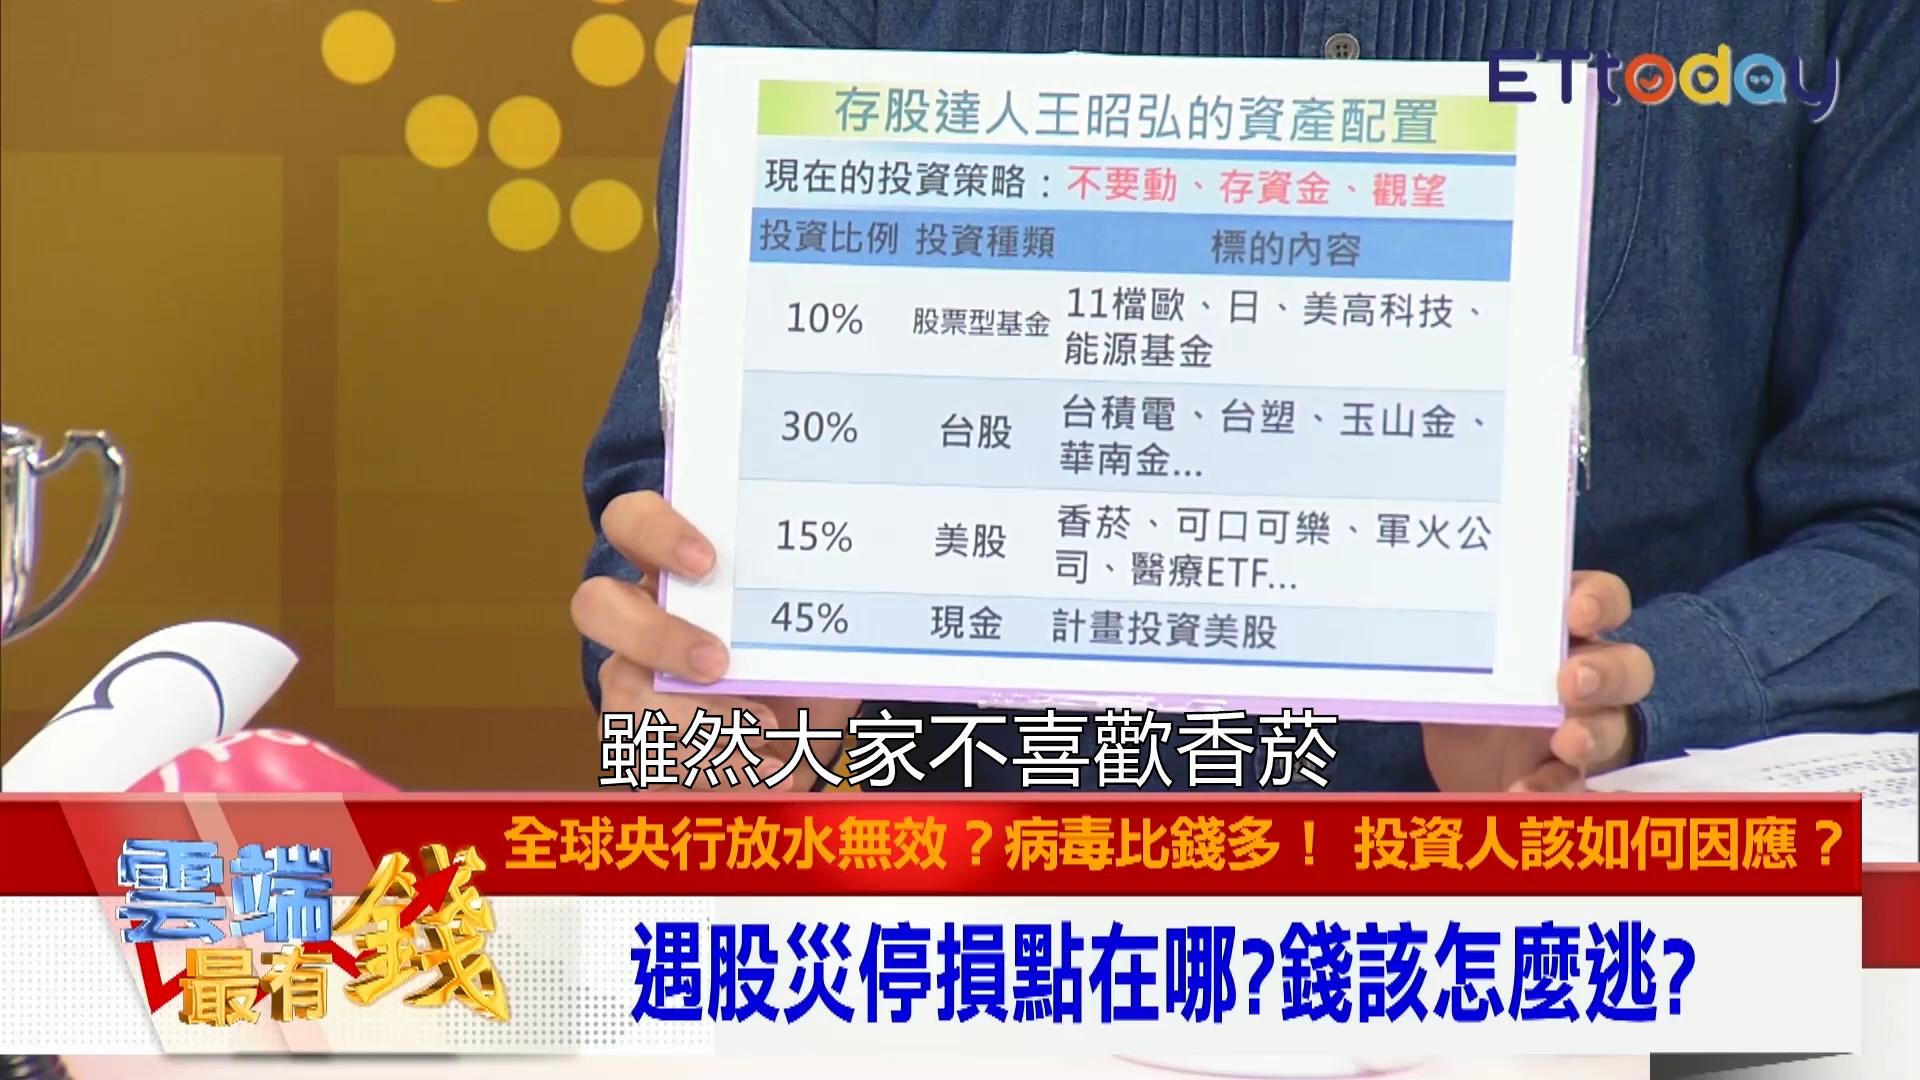 ETtoday
存股達人王昭弘的資產配置
現在的投資策略：不要動、存資金、觀望
投資比例 投資種類 標的內容
10% 股票型基金 11檔歐、日、美高科技、
能源基金
30% 台股 台積電、台塑、玉山金、
華南金...
15% 美股 香菸、可口可樂、軍火公
司、醫療ETF...
45% 現金 計畫投資美股
雖然大家不喜歡香菸
全球央行放水無效？病毒比錢多！ 投資人該如何因應？
雲端最有錢
遇股災停損點在哪?錢該怎麼逃?